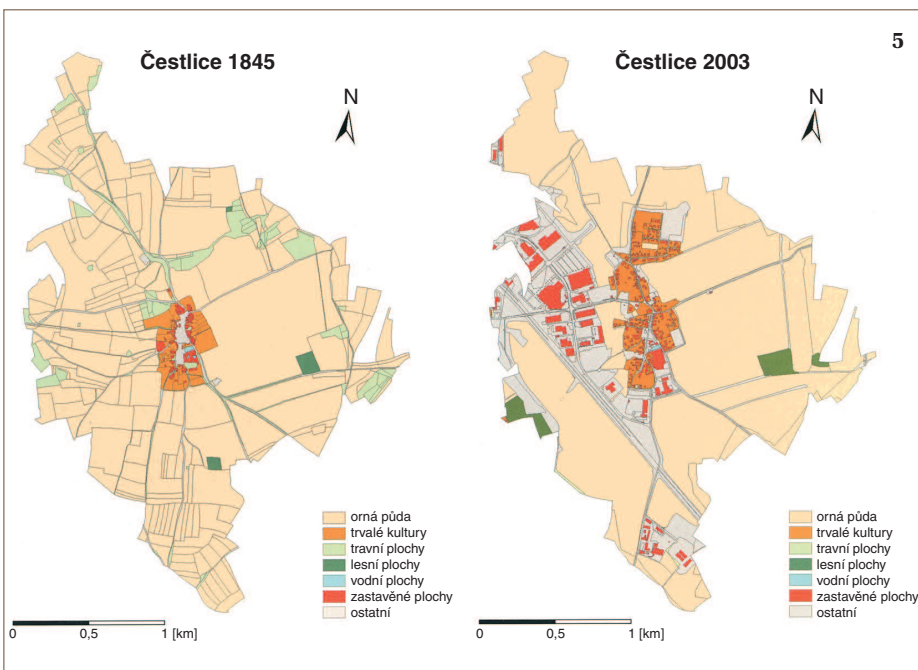 5
Čestlice 1845
N
orná půda
trvalé kultury
travní plochy
lesní plochy
vodní plochy
zastavěné plochy
ostatní
0 0,5 1 [km]
Čestlice 2003
N
orná půda
trvalé kultury
travní plochy
lesní plochy
vodní plochy
zastavěné plochy
ostatní
0 0,5 1 [km]